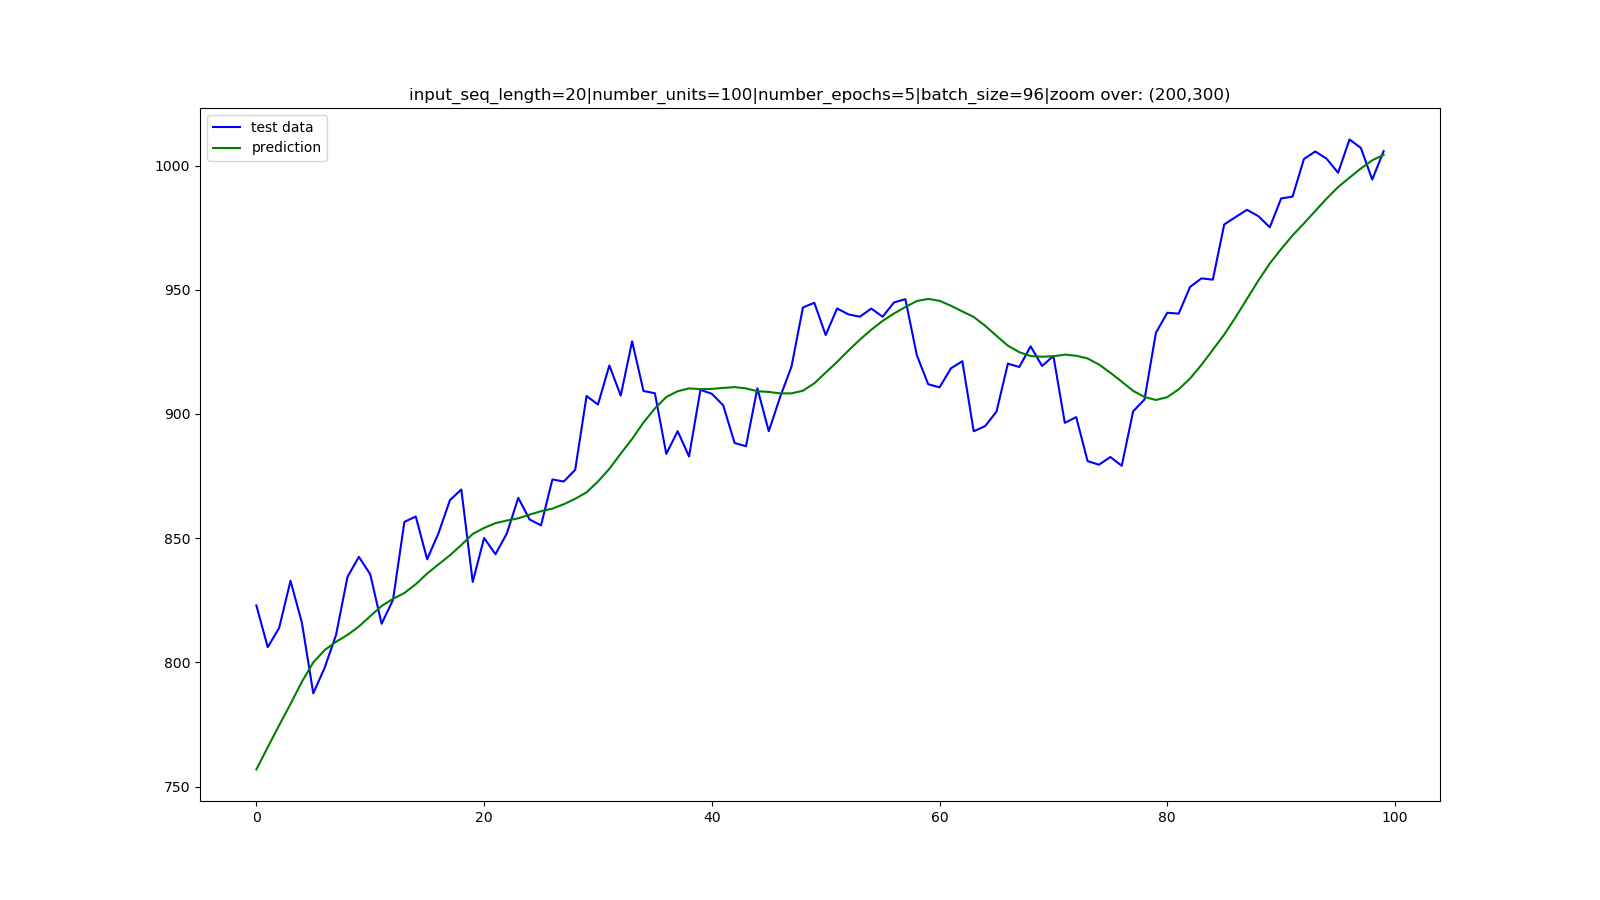 input_seq_length=20|number_units=100|number_epochs=5|batch_size=96|zoom over: (200,300)
test data
prediction
1000
950
900
850
800
750
0 20 40 60 80 100